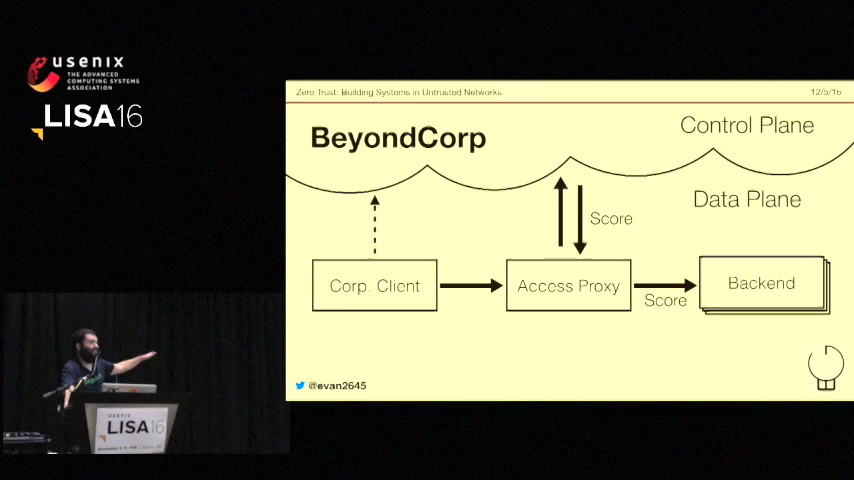 usenix
THE ADVANCED
COMPUTING SYSTEMS
ASSOCIATION
LISA16
Zero Trust: Building Systems in Untrusted Networks
12/5/16
BeyondCorp
Control Plane
Data Plane
Score
Corp. Client
Access Proxy
Score
Backend
@evan2645
usenix
LISA16